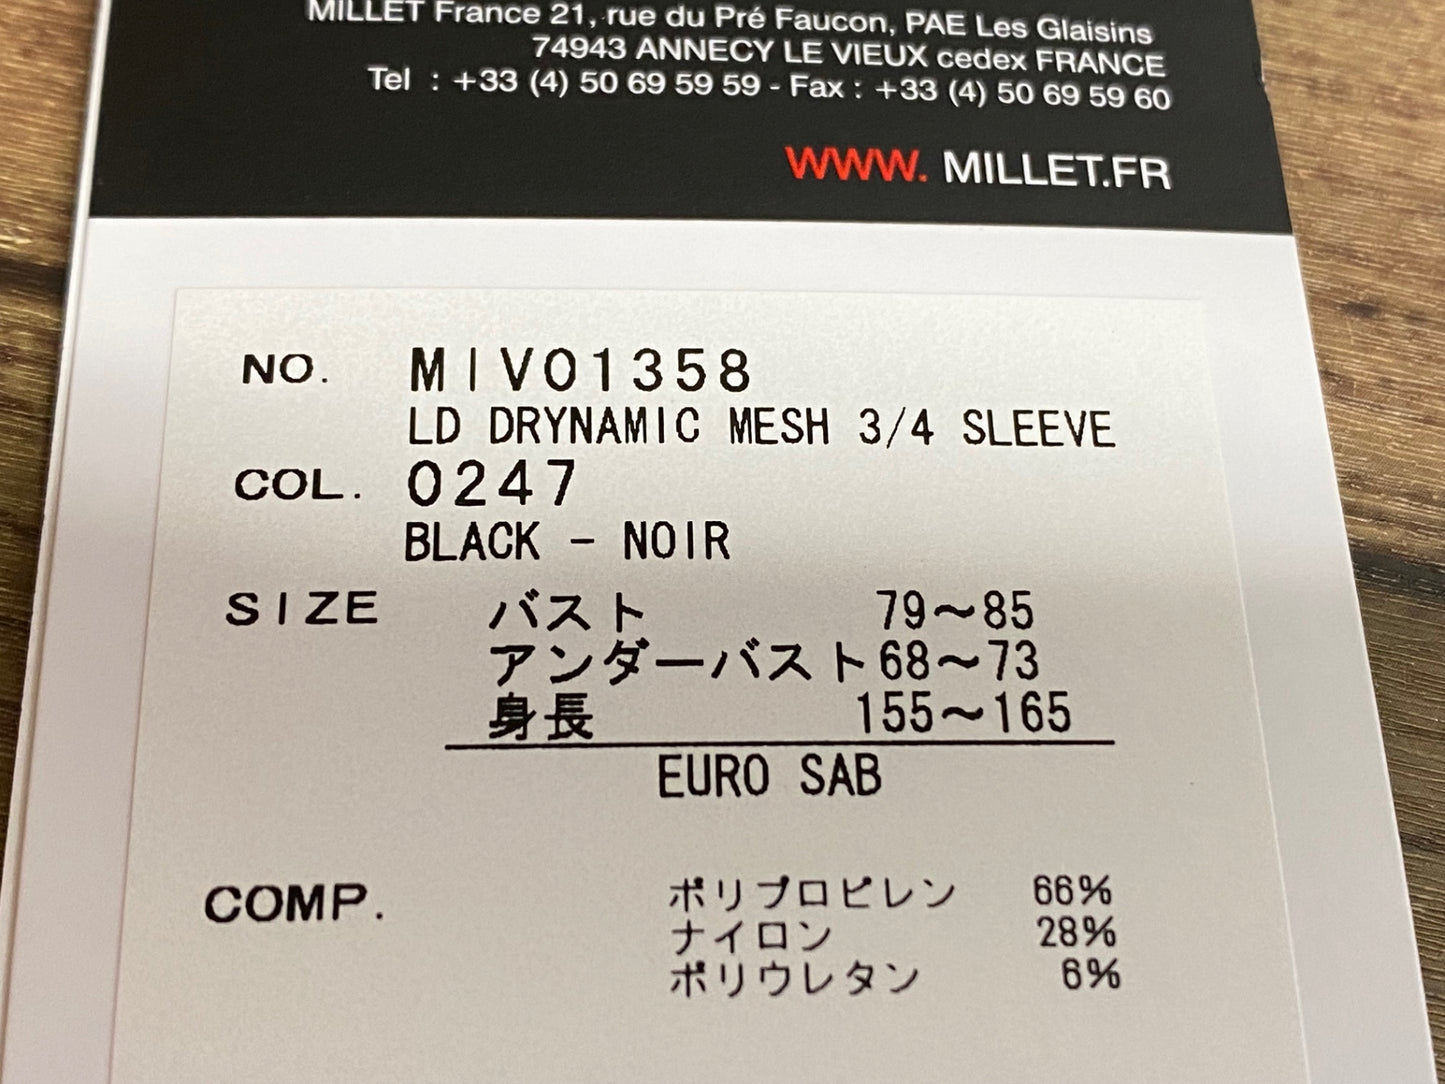 MILLET France 21, rue du Pré Faucon, PAE Les Glaisins
74943 ANNECY LE VIEUX cedex FRANCE
Tel : +33 (4) 50 69 59 59 - Fax : +33 (4) 50 69 59 60
WWW. MILLET.FR
NO. MIV01358
LD DRYNAMIC MESH 3/4 SLEEVE
COL. 0247
BLACK - NOIR
SIZE バスト 79～85
アンダーバスト 68～73
身長 155～165
EURO SAB
COMP. ポリプロピレン 66%
ナイロン 28%
ポリウレタン 6%